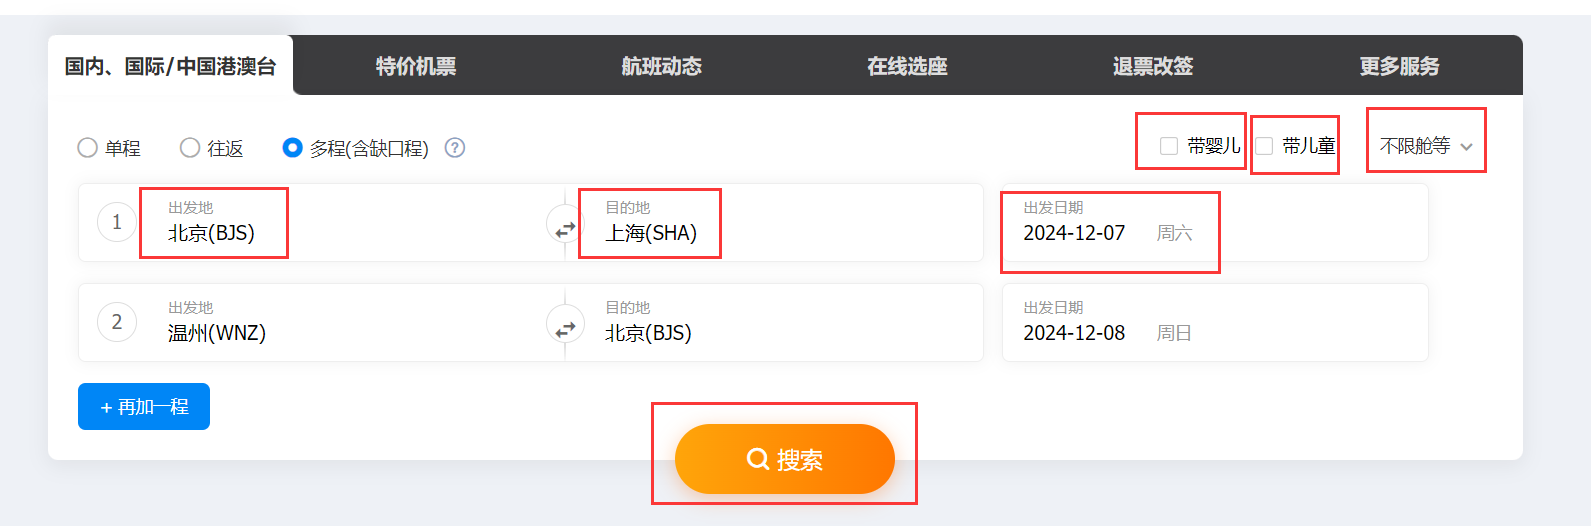 国内、国际/中国港澳台 特价机票 航班动态 在线选座 退票改签 更多服务
单程 往返 多程(含缺口程) ? 带婴儿 带儿童 不限舱等
出发地 目的地 出发日期
1 北京(BJS) 上海(SHA) 2024-12-07 周六
出发地 目的地 出发日期
2 温州(WNZ) 北京(BJS) 2024-12-08 周日
+ 再加一程
搜索